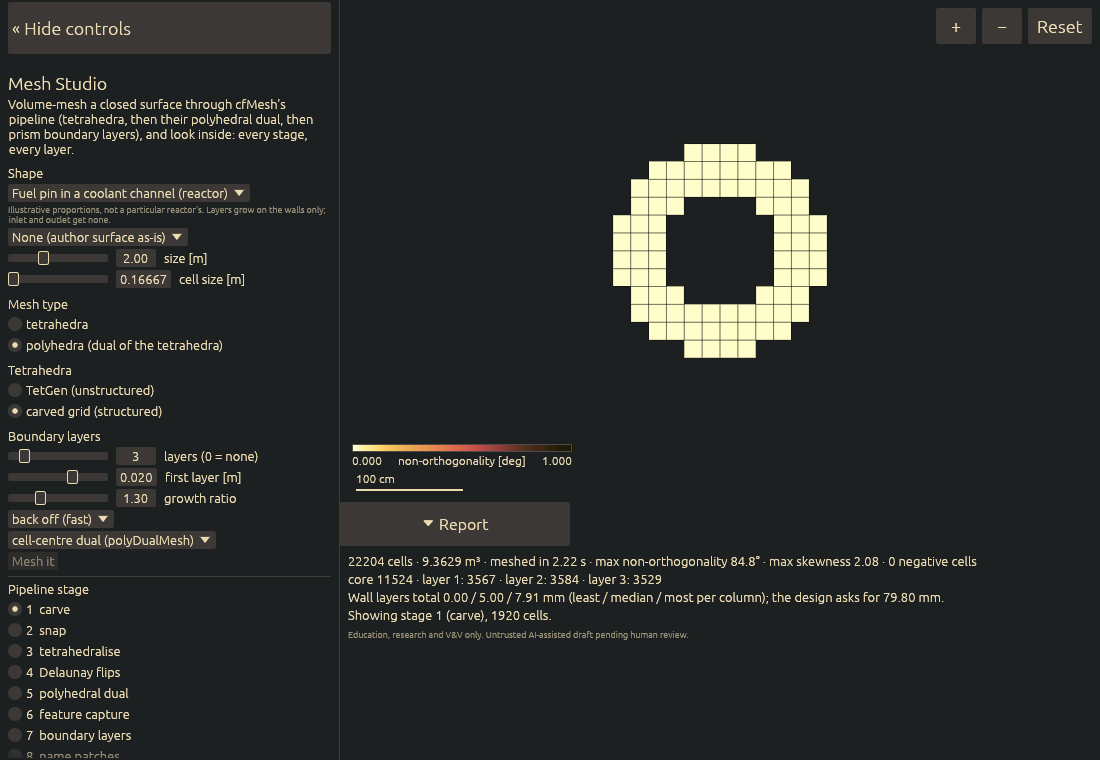 « Hide controls
+
−
Reset
Mesh Studio
Volume-mesh a closed surface through cfMesh's
pipeline (tetrahedra, then their polyhedral dual, then
prism boundary layers), and look inside: every stage,
every layer.
Shape
Fuel pin in a coolant channel (reactor)
Illustrative proportions, not a particular reactor's. Layers grow on the walls only;
inlet and outlet get none.
None (author surface as-is)
2.00 size [m]
0.16667 cell size [m]
Mesh type
tetrahedra
polyhedra (dual of the tetrahedra)
Tetrahedra
TetGen (unstructured)
carved grid (structured)
Boundary layers
3 layers (0 = none)
0.020 first layer [m]
1.30 growth ratio
back off (fast)
cell-centre dual (polyDualMesh)
Mesh it
Pipeline stage
1 carve
2 snap
3 tetrahedralise
4 Delaunay flips
5 polyhedral dual
6 feature capture
7 boundary layers
8 name patches
0.000 non-orthogonality [deg] 1.000
100 cm
Report
22204 cells · 9.3629 m³ · meshed in 2.22 s · max non-orthogonality 84.8° · max skewness 2.08 · 0 negative cells
core 11524 · layer 1: 3567 · layer 2: 3584 · layer 3: 3529
Wall layers total 0.00 / 5.00 / 7.91 mm (least / median / most per column); the design asks for 79.80 mm.
Showing stage 1 (carve), 1920 cells.
Education, research and V&V only. Untrusted AI-assisted draft pending human review.